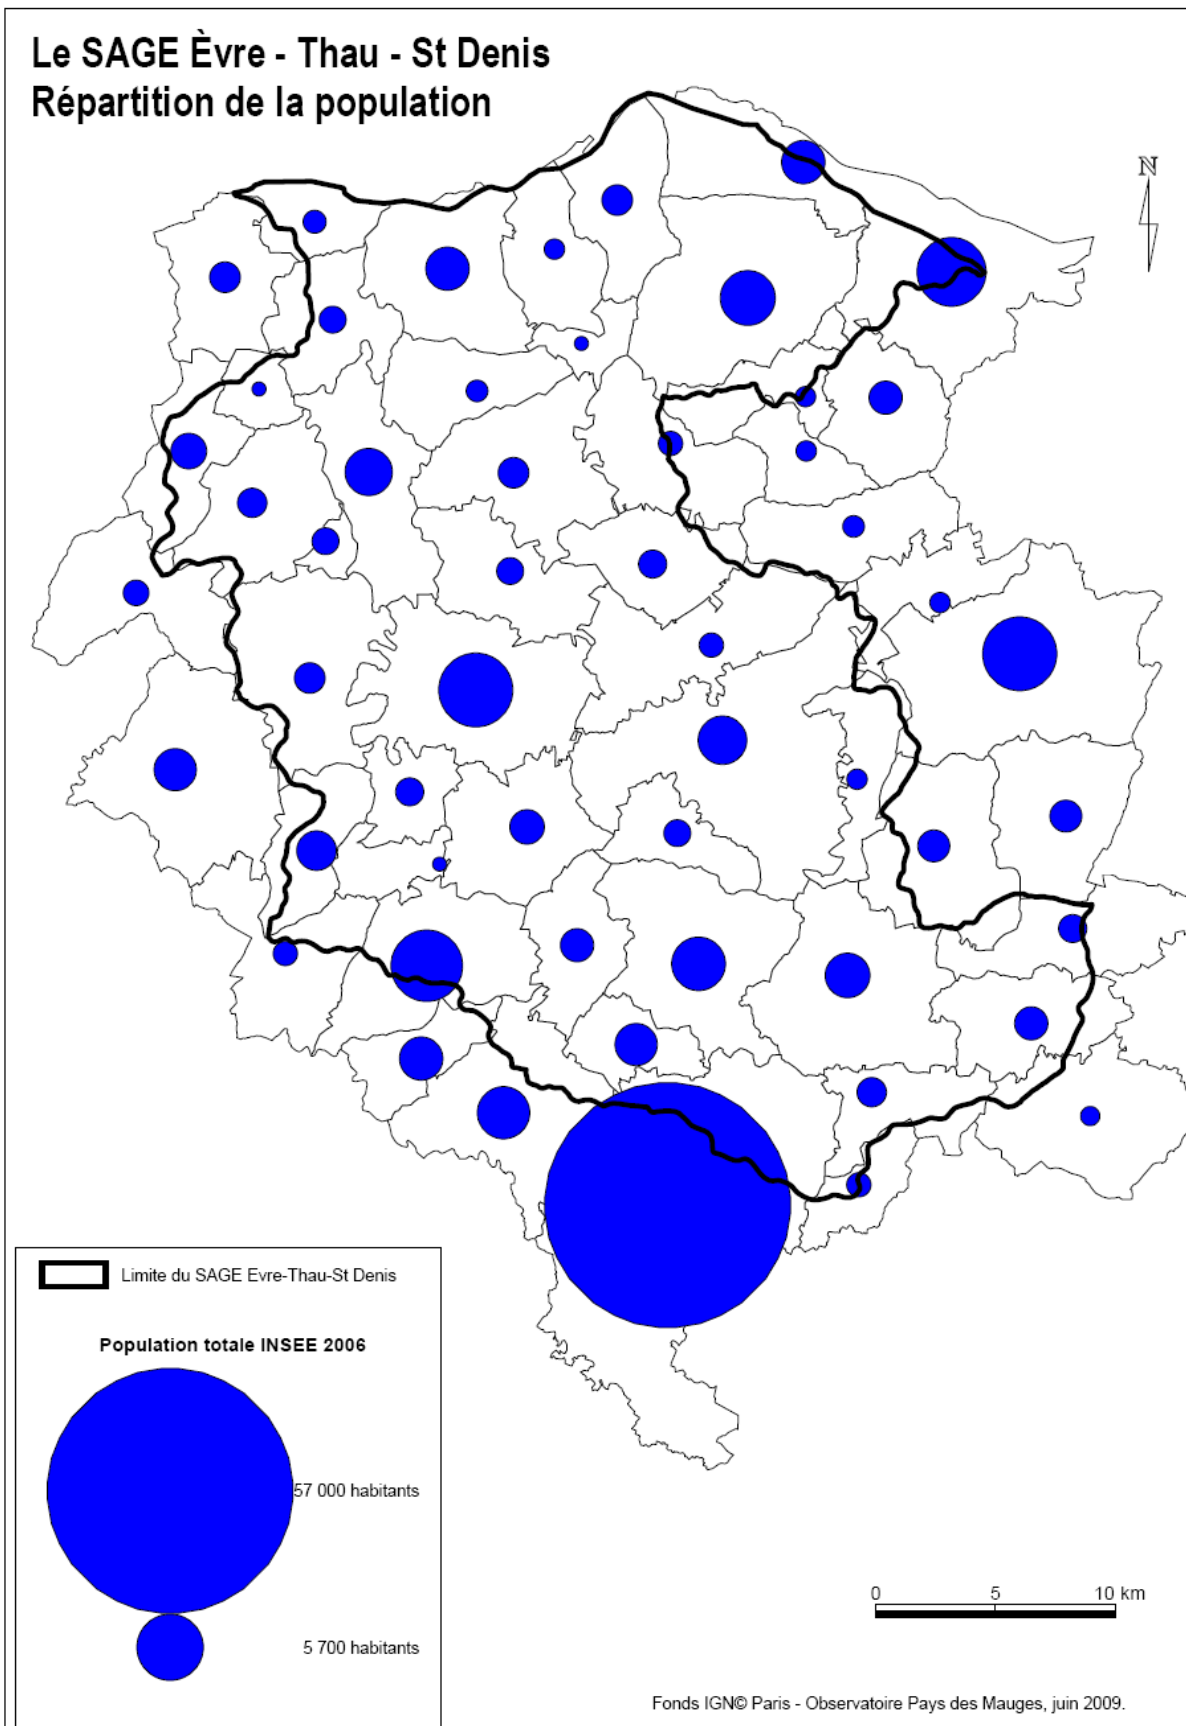 Le SAGE Èvre - Thau - St Denis
Répartition de la population
N
Limite du SAGE Evre-Thau-St Denis
Population totale INSEE 2006
57 000 habitants
5 700 habitants
0 5 10 km
Fonds IGN© Paris - Observatoire Pays des Mauges, juin 2009.